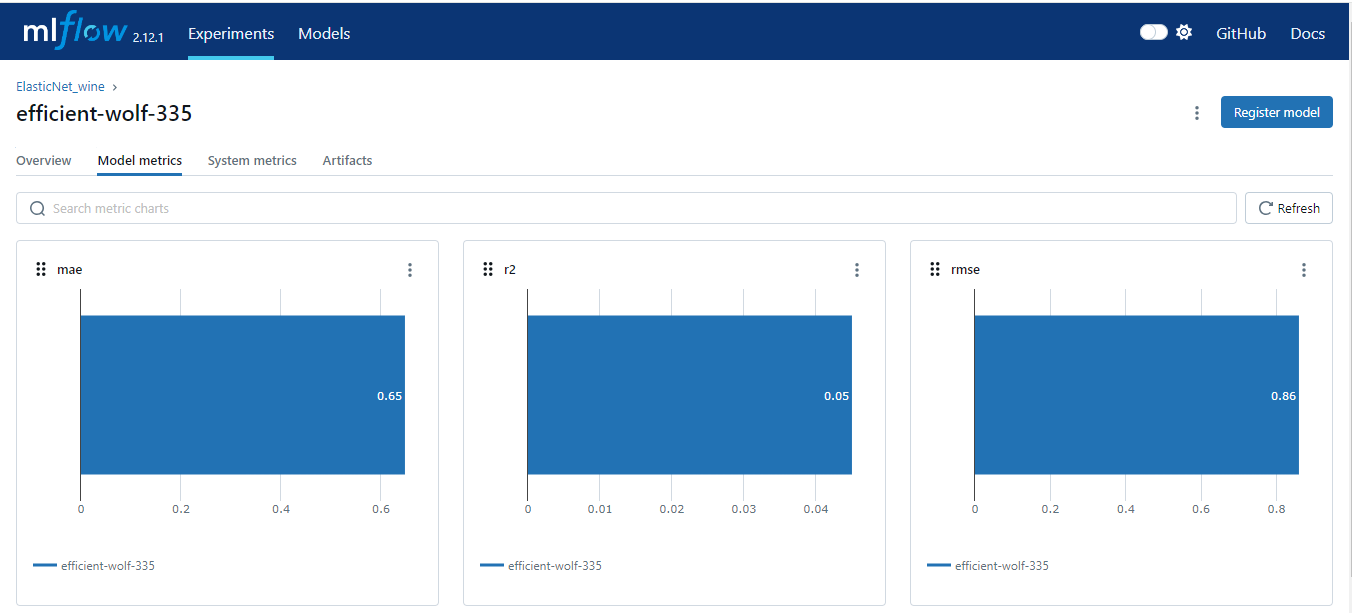 mlflow 2.12.1 Experiments Models GitHub Docs
ElasticNet_wine
efficient-wolf-335
Register model
Overview Model metrics System metrics Artifacts
Search metric charts Refresh
mae
0.65
0 0.2 0.4 0.6
efficient-wolf-335
r2
0.05
0 0.01 0.02 0.03 0.04
efficient-wolf-335
rmse
0.86
0 0.2 0.4 0.6 0.8
efficient-wolf-335